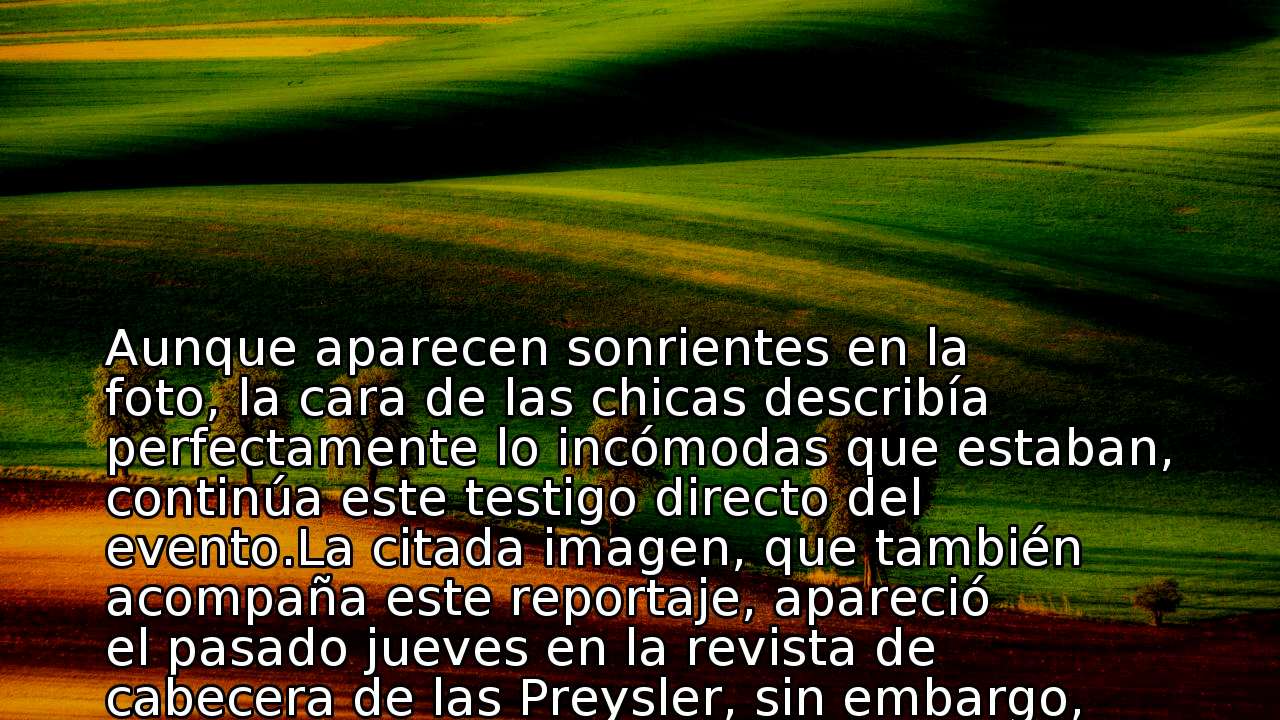 Aunque aparecen sonrientes en la
foto, la cara de las chicas describía
perfectamente lo incómodas que estaban,
continúa este testigo directo del
evento.La citada imagen, que también
acompaña este reportaje, apareció
el pasado jueves en la revista de
cabecera de las Preysler, sin embargo,